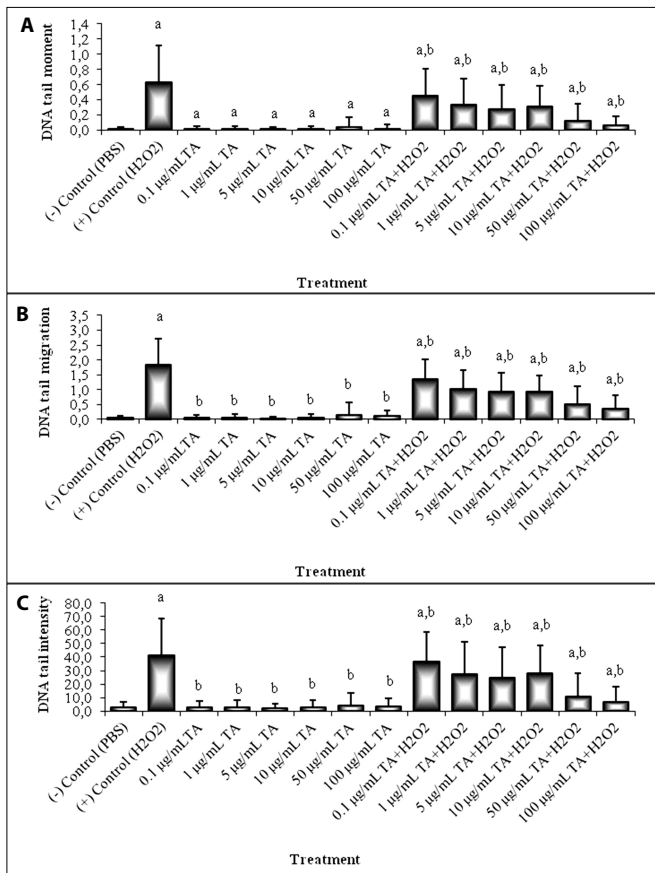 A
DNA tail moment
1,4
1,2
1,0
0,8
0,6
0,4
0,2
0,0
a
a
a
a
a
a
a
a,b
a,b
a,b
a,b
a,b
a,b
(-) Control (PBS)
(+) Control (H2O2)
0.1 µg/mLTA
1 µg/mL TA
5 µg/mL TA
10 µg/mL TA
50 µg/mL TA
100 µg/mL TA
0.1 µg/mL TA+H2O2
1 µg/mL TA+H2O2
5 µg/mL TA+H2O2
10 µg/mL TA+H2O2
50 µg/mL TA+H2O2
100 µg/mL TA+H2O2
Treatment
B
DNA tail migration
3,5
3,0
2,5
2,0
1,5
1,0
0,5
0,0
a
b
b
b
b
b
b
a,b
a,b
a,b
a,b
a,b
a,b
(-) Control (PBS)
(+) Control (H2O2)
0.1 µg/mLTA
1 µg/mL TA
5 µg/mL TA
10 µg/mL TA
50 µg/mL TA
100 µg/mL TA
0.1 µg/mL TA+H2O2
1 µg/mL TA+H2O2
5 µg/mL TA+H2O2
10 µg/mL TA+H2O2
50 µg/mL TA+H2O2
100 µg/mL TA+H2O2
Treatment
C
DNA tail intensity
80,0
70,0
60,0
50,0
40,0
30,0
20,0
10,0
0,0
a
b
b
b
b
b
b
a,b
a,b
a,b
a,b
a,b
a,b
(-) Control (PBS)
(+) Control (H2O2)
0.1 µg/mLTA
1 µg/mL TA
5 µg/mL TA
10 µg/mL TA
50 µg/mL TA
100 µg/mL TA
0.1 µg/mL TA+H2O2
1 µg/mL TA+H2O2
5 µg/mL TA+H2O2
10 µg/mL TA+H2O2
50 µg/mL TA+H2O2
100 µg/mL TA+H2O2
Treatment